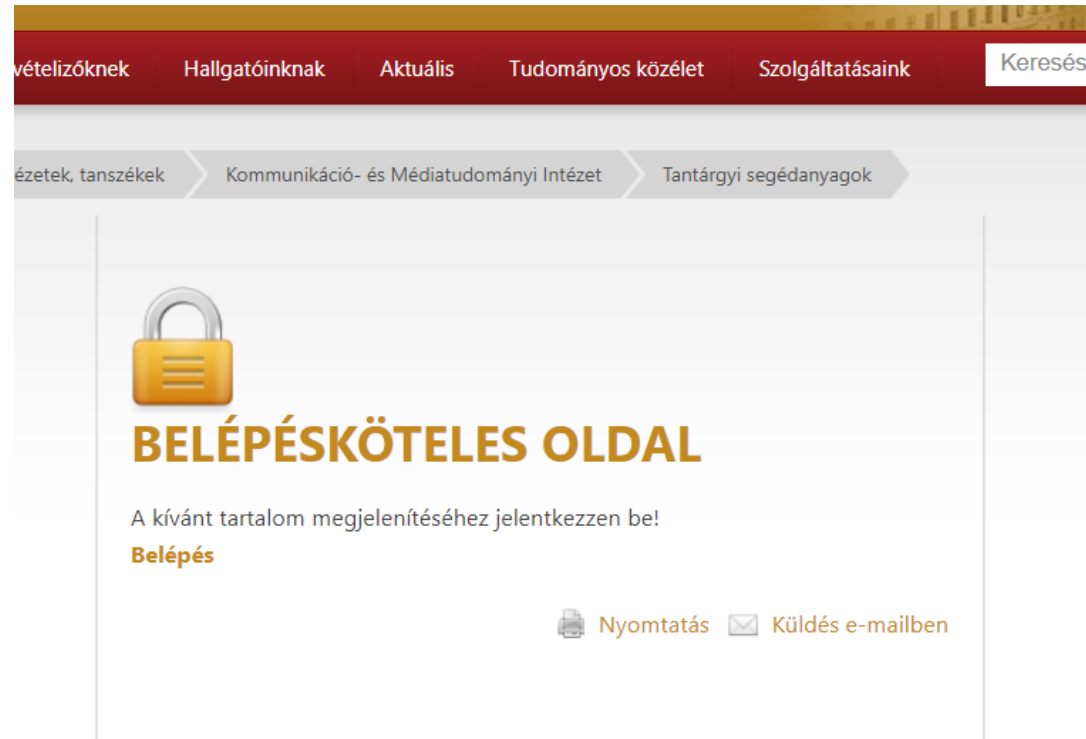 vételizőknek Hallgatóinknak Aktuális Tudományos közélet Szolgáltatásaink Keresés
ézetek, tanszékek Kommunikáció- és Médiatudományi Intézet Tantárgyi segédanyagok
BELÉPÉSKÖTELES OLDAL
A kívánt tartalom megjelenítéséhez jelentkezzen be!
Belépés
Nyomtatás Küldés e-mailben